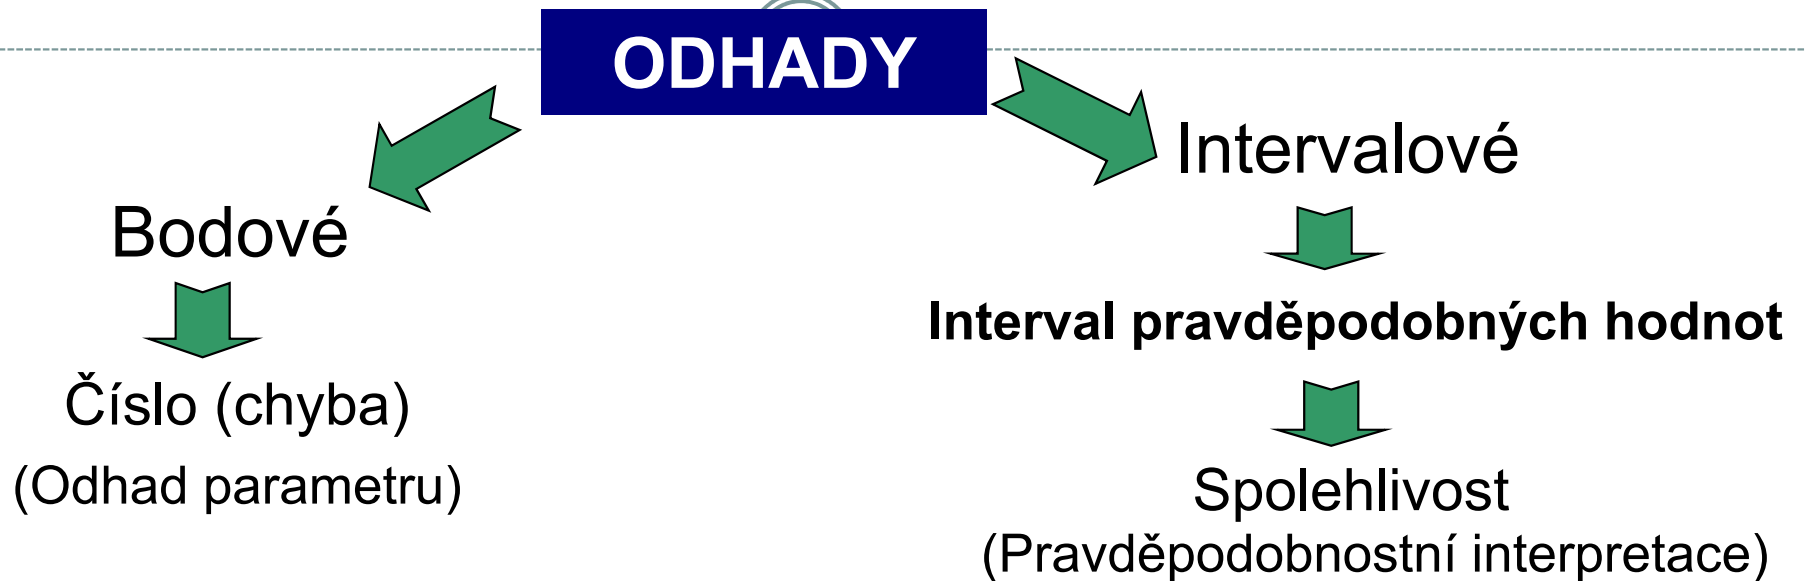 ODHADY
Bodové
Číslo (chyba)
(Odhad parametru)
Intervalové
Interval pravděpodobných hodnot
Spolehlivost
(Pravděpodobnostní interpretace)